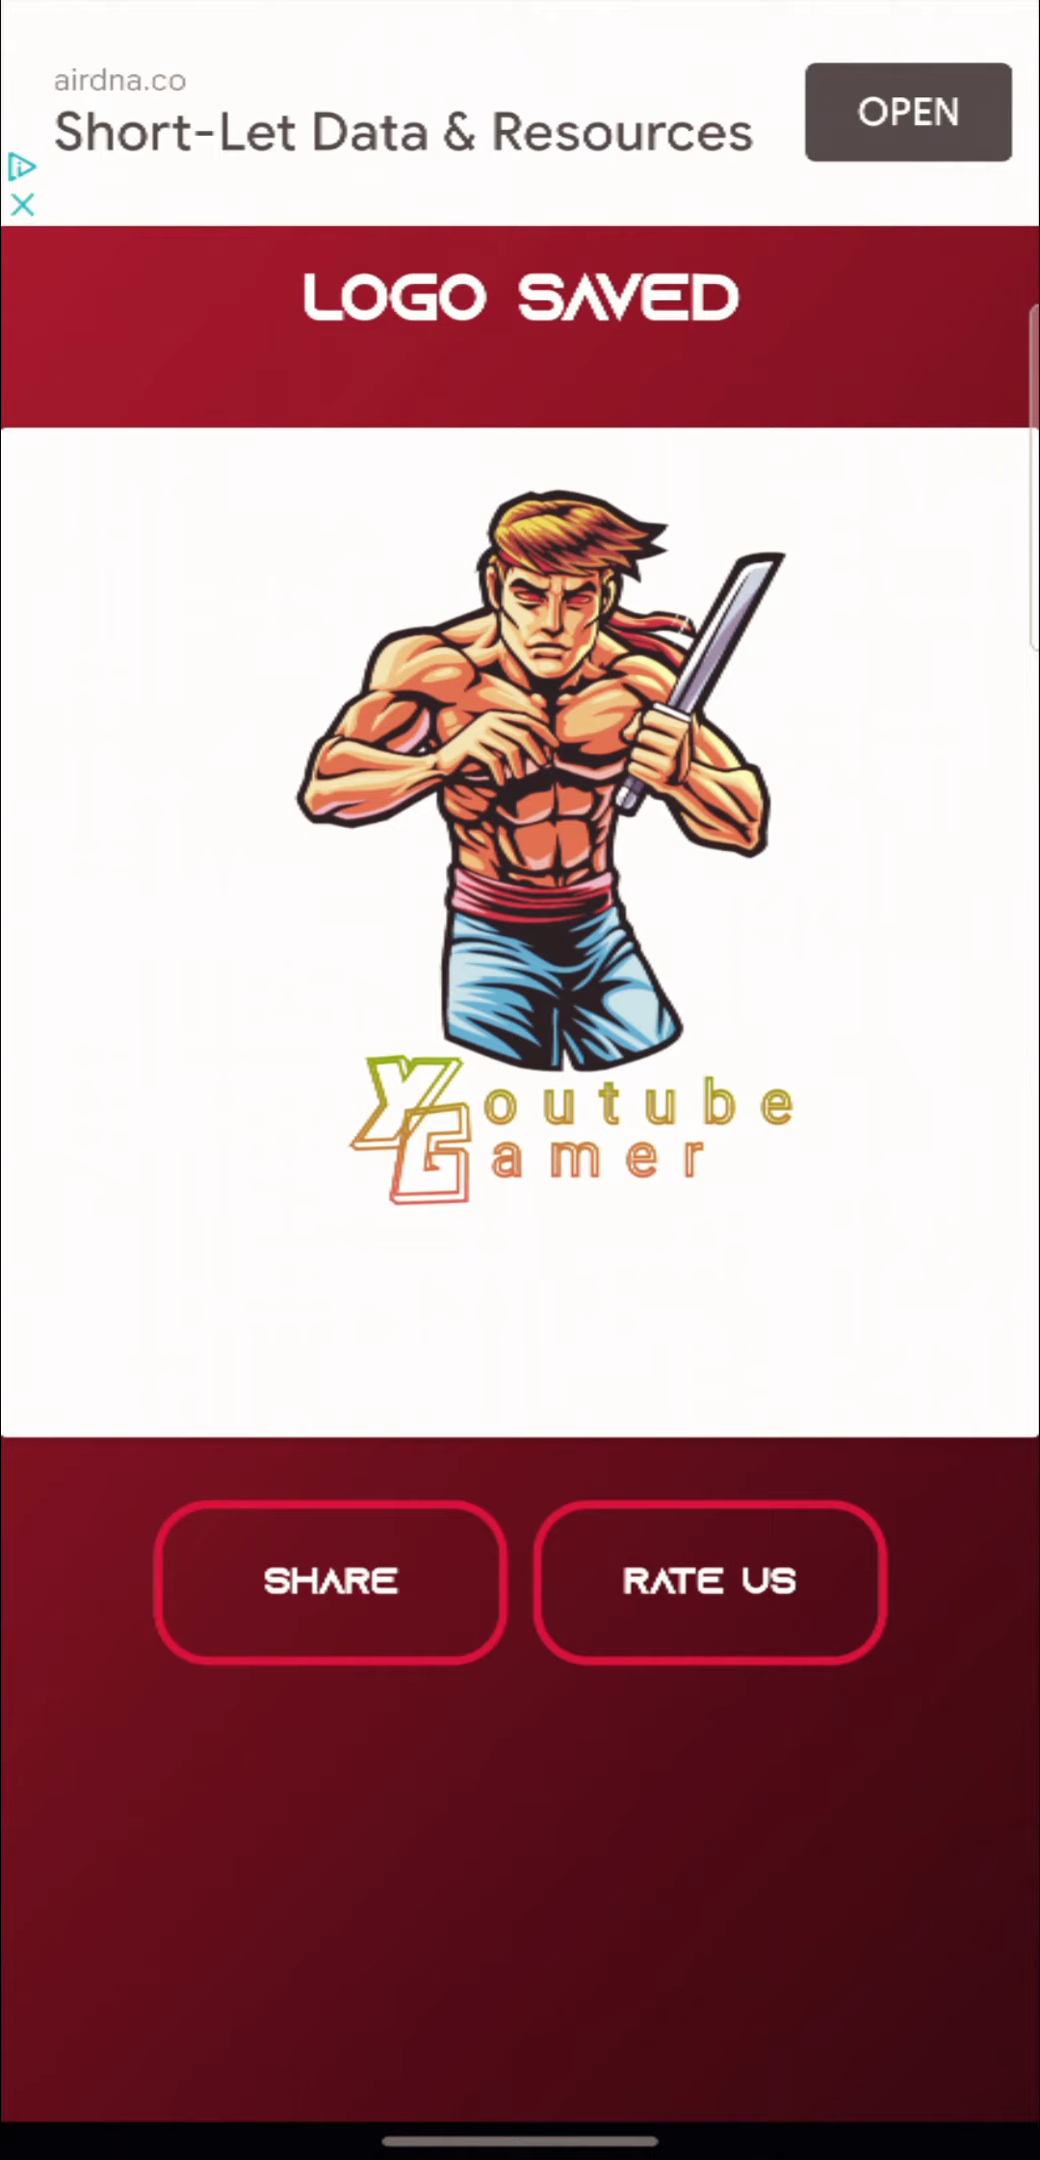 airdna.co
Short-Let Data & Resources
OPEN
LOGO SAVED
Youtube
Gamer
SHARE
RATE US